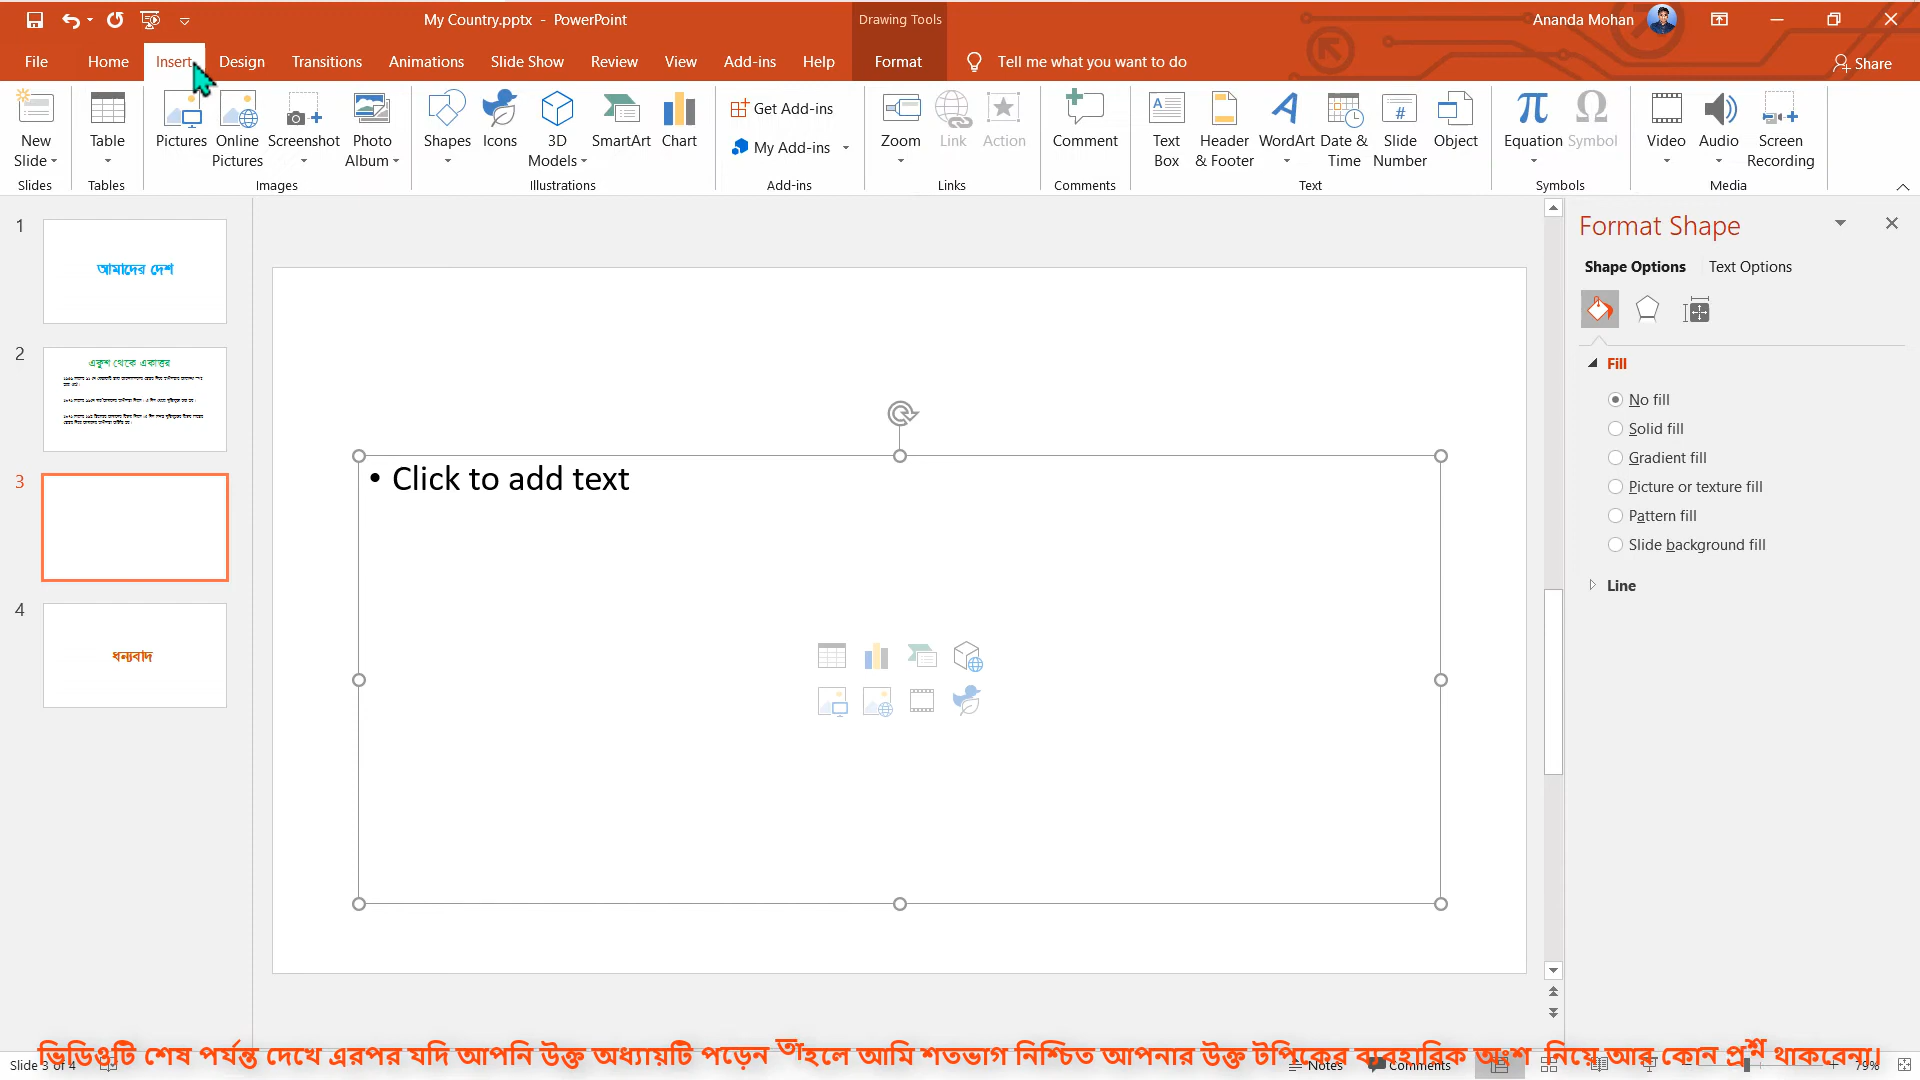 My Country.pptx - PowerPoint
Drawing Tools
Ananda Mohan
File Home Insert Design Transitions Animations Slide Show Review View Add-ins Help Format Tell me what you want to do Share
New Slide
Table
Pictures
Online Pictures
Screenshot
Photo Album
Shapes
Icons
3D Models
SmartArt
Chart
Get Add-ins
My Add-ins
Zoom
Link
Action
Comment
Text Box
Header & Footer
WordArt
Date & Time
Slide Number
Object
Equation
Symbol
Video
Audio
Screen Recording
Slides Tables Images Illustrations Add-ins Links Comments Text Symbols Media
1
আমাদের দেশ
2
একুশ থেকে একাত্তর
3
4
ধন্যবাদ
• Click to add text
Format Shape
Shape Options Text Options
Fill
No fill
Solid fill
Gradient fill
Picture or texture fill
Pattern fill
Slide background fill
Line
ভিডিওটি শেষ পর্যন্ত দেখে এরপর যদি আপনি উক্ত অধ্যায়টি পড়েন তাহলে আমি শতভাগ নিশ্চিত আপনার উক্ত টপিকের ব্যবহারিক অংশ নিয়ে আর কোন প্রশ্ন থাকবেনা।
Slide 3 of 4
Notes Comments 79%